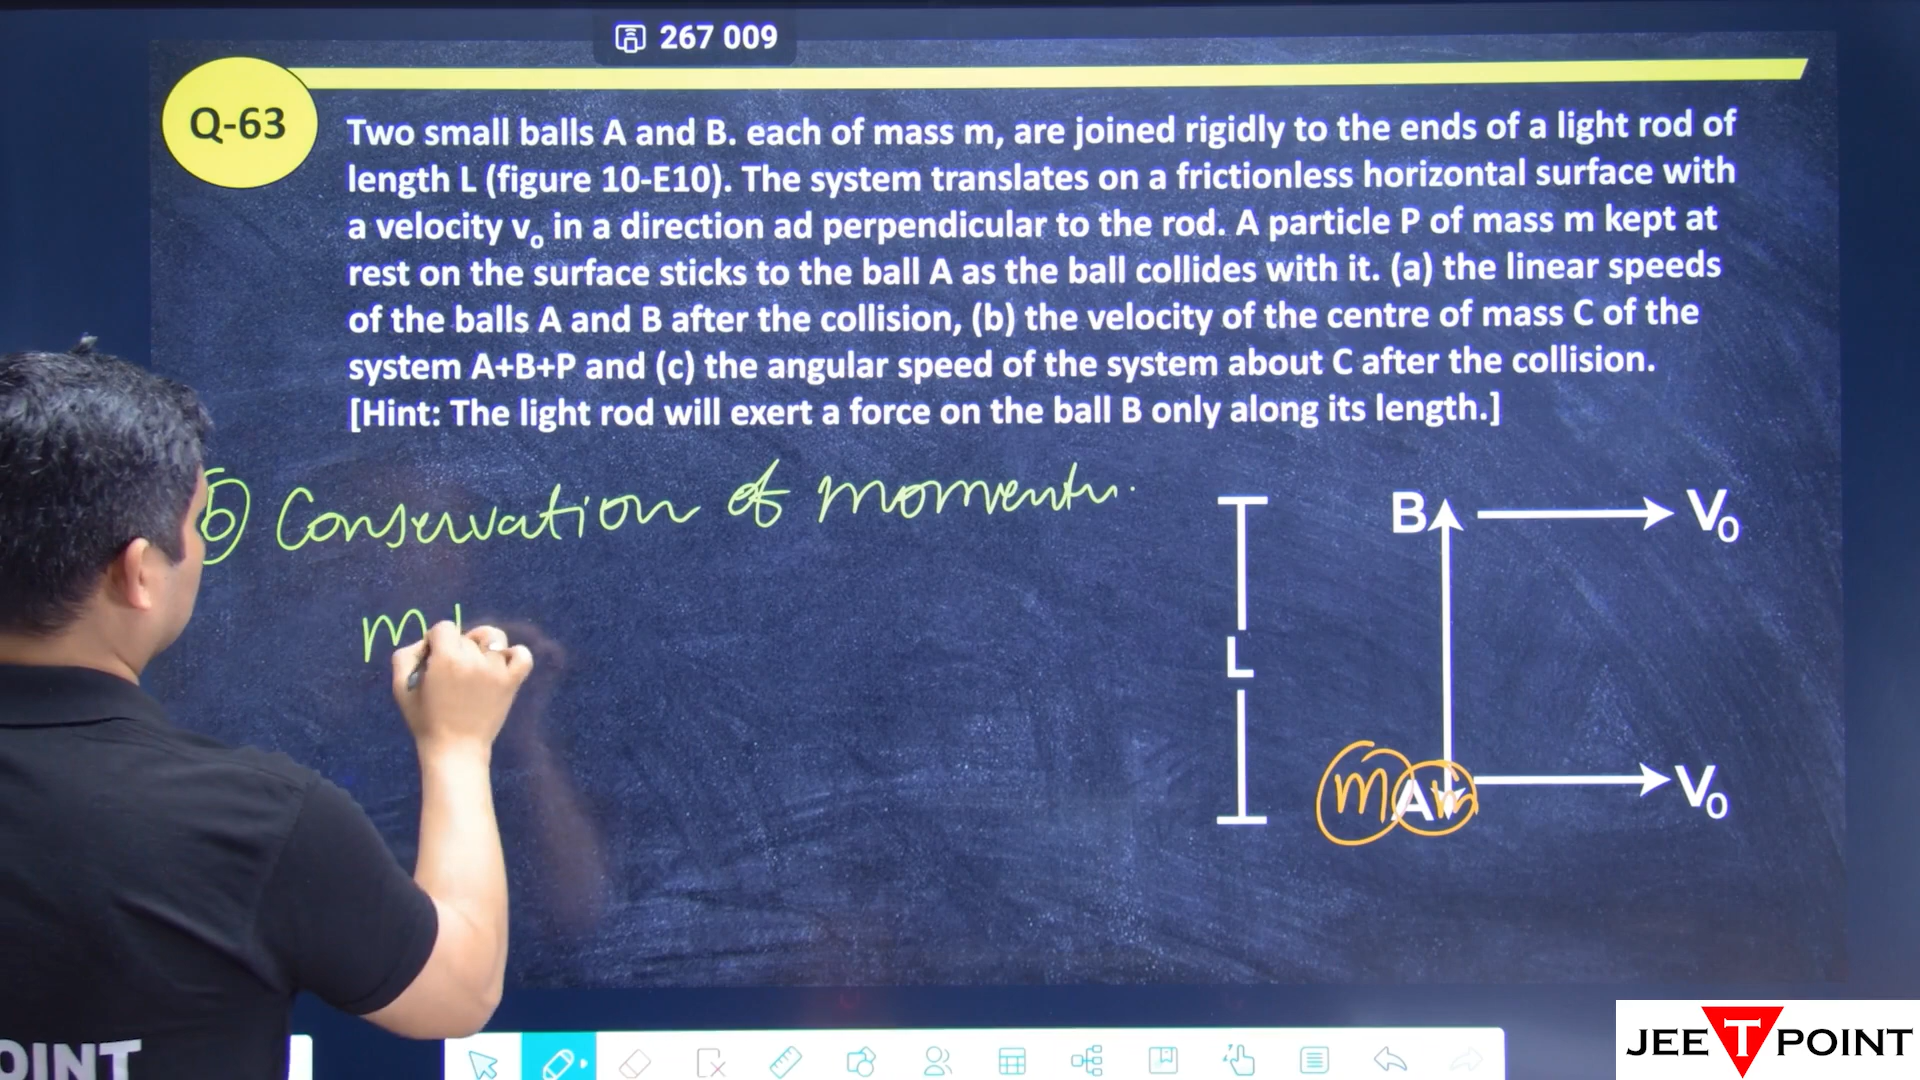 267 009
Q-63
Two small balls A and B. each of mass m, are joined rigidly to the ends of a light rod of
length L (figure 10-E10). The system translates on a frictionless horizontal surface with
a velocity v₀ in a direction ad perpendicular to the rod. A particle P of mass m kept at
rest on the surface sticks to the ball A as the ball collides with it. (a) the linear speeds
of the balls A and B after the collision, (b) the velocity of the centre of mass C of the
system A+B+P and (c) the angular speed of the system about C after the collision.
[Hint: The light rod will exert a force on the ball B only along its length.]
b) Conservation of momentu.
m
B V₀
L
m A m V₀
OINT
JEE T POINT